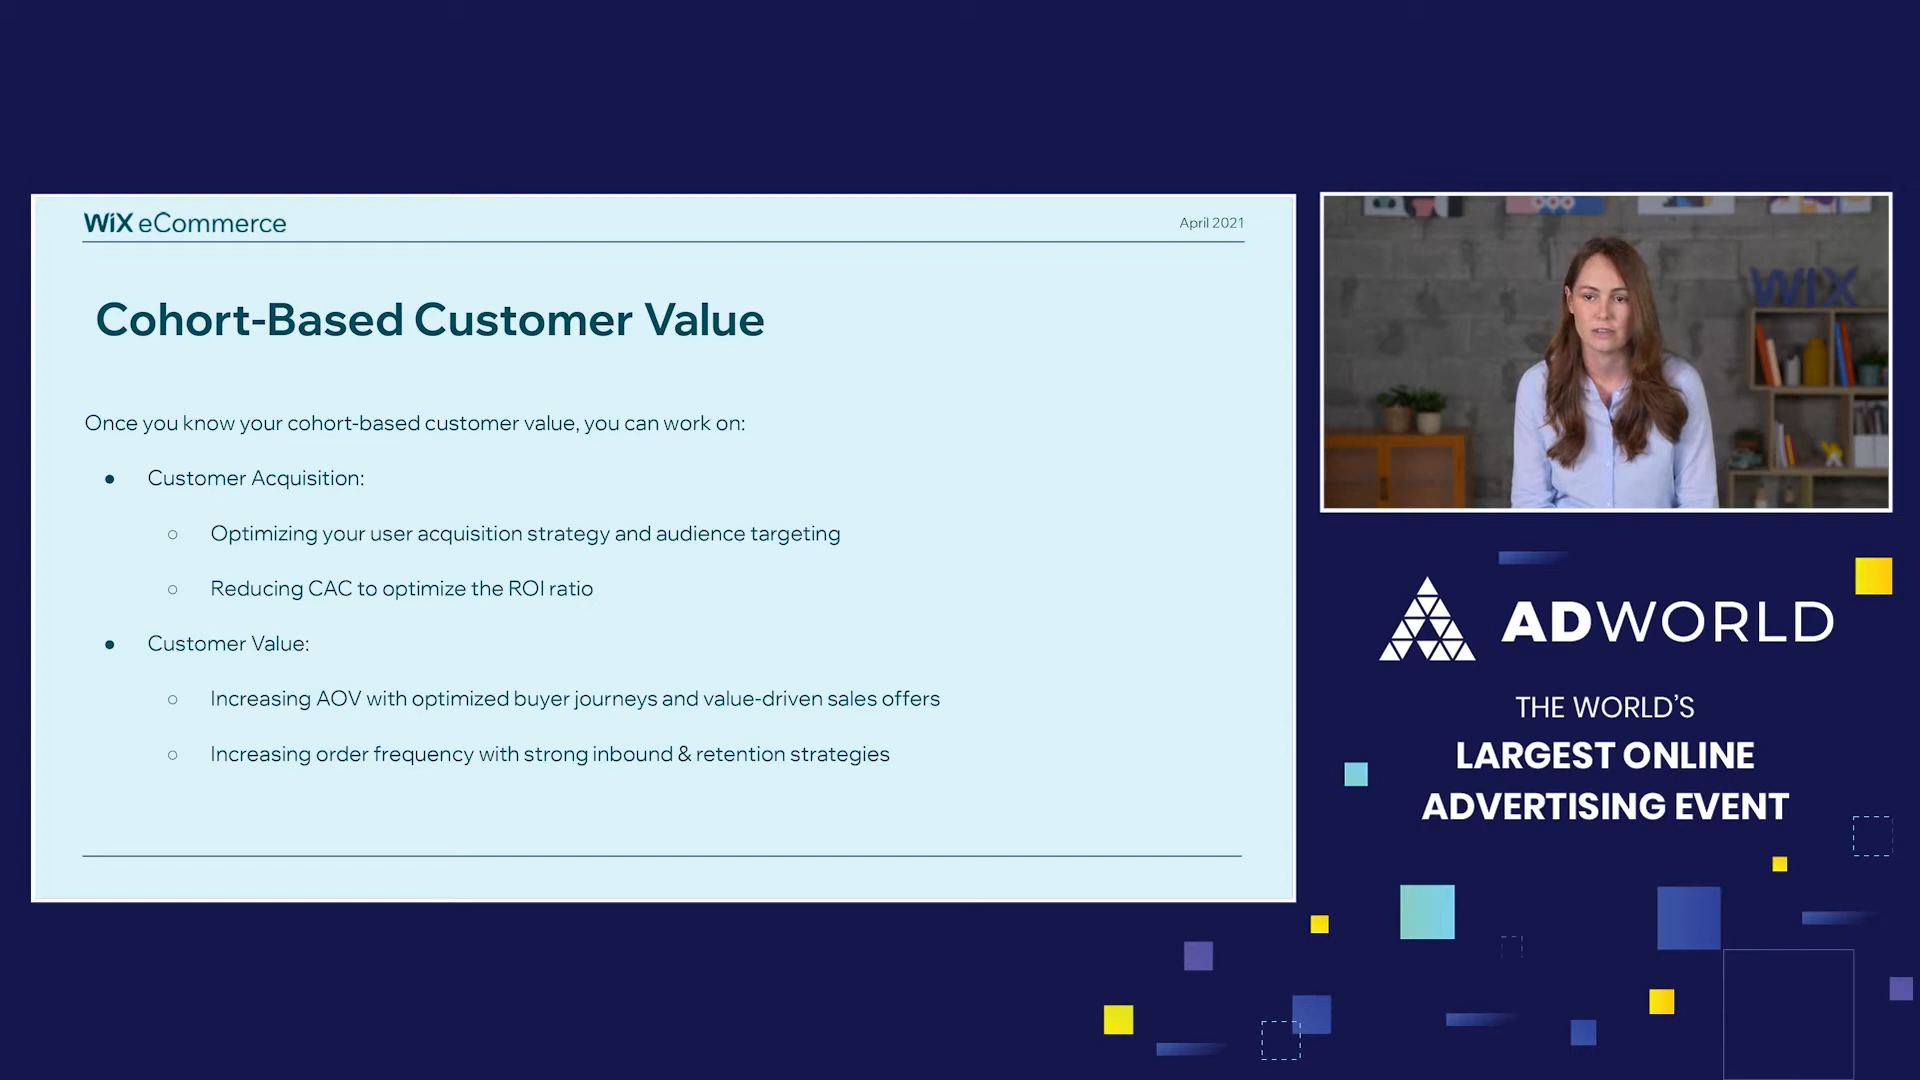 WiX eCommerce
April 2021
Cohort-Based Customer Value
Once you know your cohort-based customer value, you can work on:
● Customer Acquisition:
○ Optimizing your user acquisition strategy and audience targeting
○ Reducing CAC to optimize the ROI ratio
● Customer Value:
○ Increasing AOV with optimized buyer journeys and value-driven sales offers
○ Increasing order frequency with strong inbound & retention strategies
WIX
ADWORLD
THE WORLD'S
LARGEST ONLINE
ADVERTISING EVENT